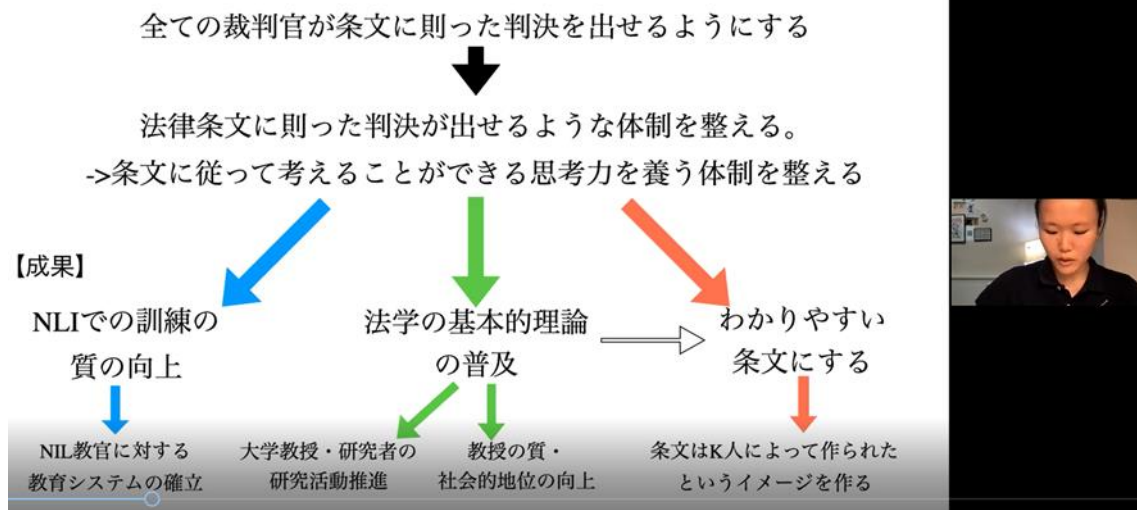 全ての裁判官が条文に則った判決を出せるようにする
法律条文に則った判決が出せるような体制を整える。
->条文に従って考えることができる思考力を養う体制を整える
【成果】
NLIでの訓練の
質の向上
法学の基本的理論
の普及
わかりやすい
条文にする
NIL教官に対する
教育システムの確立
大学教授・研究者の
研究活動推進
教授の質・
社会的地位の向上
条文はK人によって作られた
というイメージを作る